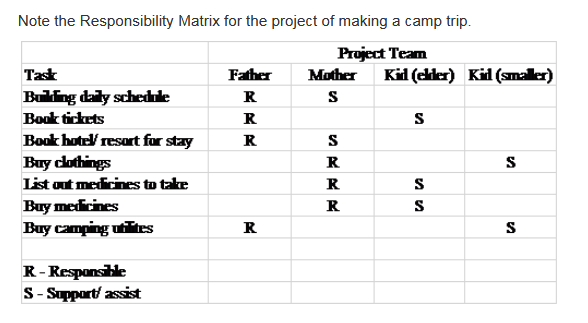 Note the Responsibility Matrix for the project of making a camp trip.
Project Team
Task Father Mother Kid (elder) Kid (smaller)
Building daily schedule R S
Book tickets R S
Book hotel/ resort for stay R S
Buy clothings R S
List out medicines to take R S
Buy medicines R S
Buy camping utilites R S
R - Responsible
S - Support/ assist